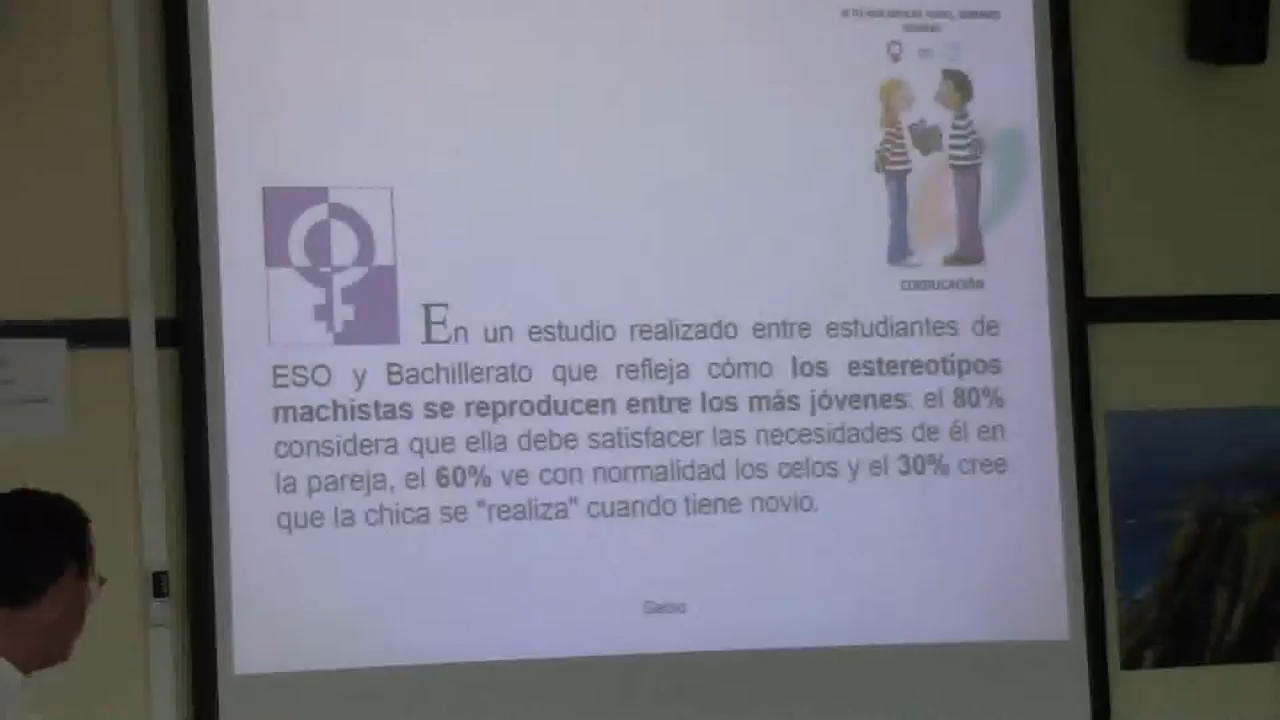 COEDUCACIÓN
En un estudio realizado entre estudiantes de
ESO y Bachillerato que refleja cómo los estereotipos
machistas se reproducen entre los más jóvenes: el 80%
considera que ella debe satisfacer las necesidades de él en
la pareja, el 60% ve con normalidad los celos y el 30% cree
que la chica se "realiza" cuando tiene novio.